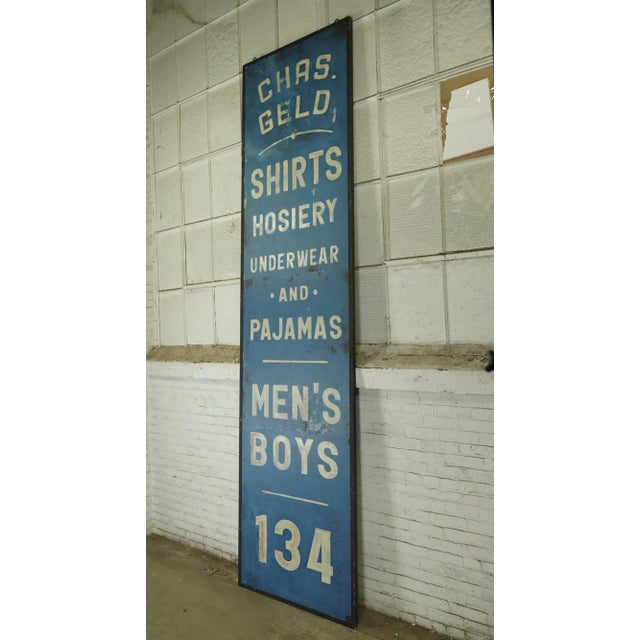 CHAS.
GELD,
SHIRTS
HOSIERY
UNDERWEAR
·AND·
PAJAMAS
MEN'S
BOYS
134